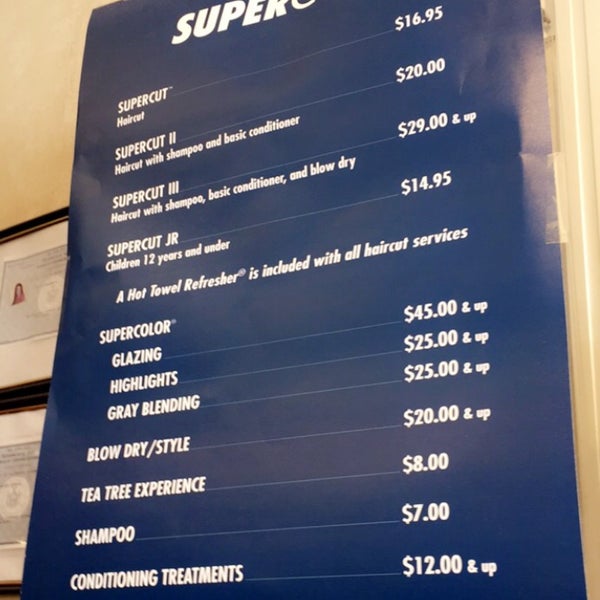 SUPERC
SUPERCUT™ $16.95
Haircut
SUPERCUT II $20.00
Haircut with shampoo and basic conditioner
SUPERCUT III $29.00 & up
Haircut with shampoo, basic conditioner, and blow dry
SUPERCUT JR $14.95
Children 12 years and under
A Hot Towel Refresher® is included with all haircut services
SUPERCOLOR®
GLAZING $45.00 & up
HIGHLIGHTS $25.00 & up
GRAY BLENDING $25.00 & up
BLOW DRY/STYLE $20.00 & up
TEA TREE EXPERIENCE $8.00
SHAMPOO $7.00
CONDITIONING TREATMENTS $12.00 & up